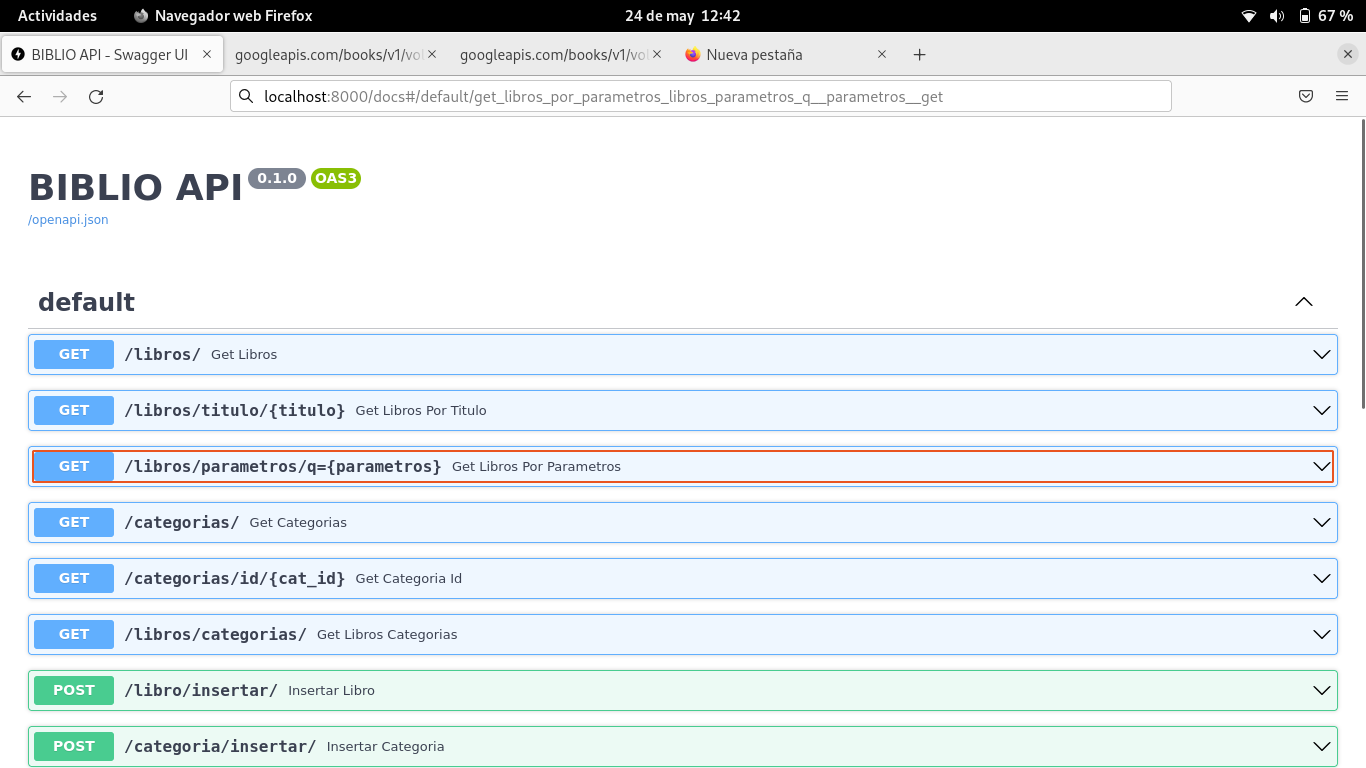 Actividades Navegador web Firefox 24 de may 12:42 67 %
BIBLIO API - Swagger UI googleapis.com/books/v1/vol googleapis.com/books/v1/vol Nueva pestaña
localhost:8000/docs#/default/get_libros_por_parametros_libros_parametros_q__parametros__get
BIBLIO API 0.1.0 OAS3
/openapi.json
default
GET /libros/ Get Libros
GET /libros/titulo/{titulo} Get Libros Por Titulo
GET /libros/parametros/q={parametros} Get Libros Por Parametros
GET /categorias/ Get Categorias
GET /categorias/id/{cat_id} Get Categoria Id
GET /libros/categorias/ Get Libros Categorias
POST /libro/insertar/ Insertar Libro
POST /categoria/insertar/ Insertar Categoria